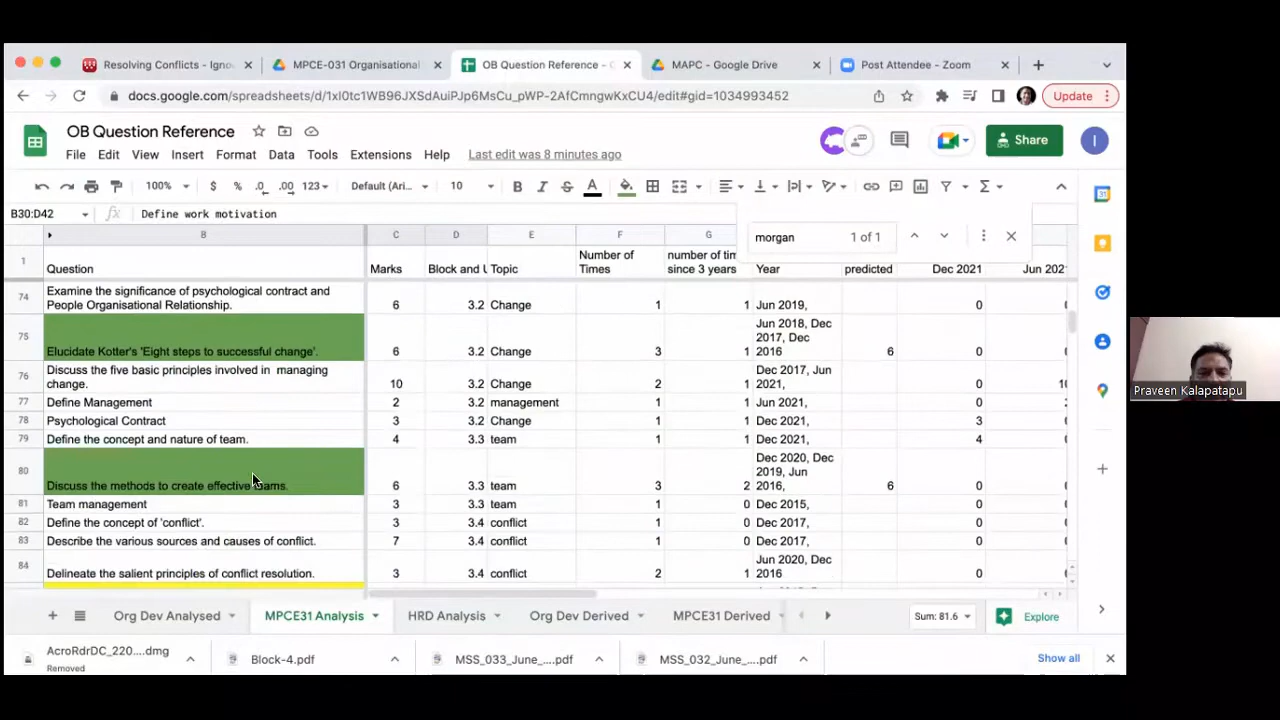 Resolving Conflicts - Igno
MPCE-031 Organisational
OB Question Reference - G
MAPC - Google Drive
Post Attendee - Zoom
docs.google.com/spreadsheets/d/1xI0tc1WB96JXSdAuiPJp6MsCu_pWP-2AfCmngwKxCU4/edit#gid=1034993452
Update
OB Question Reference
File Edit View Insert Format Data Tools Extensions Help Last edit was 8 minutes ago
Share
I
100% $ % .0 .00 123 Default (Ari... 10 B I S A
B30:D42 fx Define work motivation
morgan 1 of 1
B C D E F G
1 Question Marks Block and U Topic Number of Times number of tim since 3 years Year predicted Dec 2021 Jun 202
74 Examine the significance of psychological contract and People Organisational Relationship. 6 3.2 Change 1 1 Jun 2019, 0
75 Elucidate Kotter's 'Eight steps to successful change'. 6 3.2 Change 3 1 Jun 2018, Dec 2017, Dec 2016 6 0
76 Discuss the five basic principles involved in managing change. 10 3.2 Change 2 1 Dec 2017, Jun 2021, 0 10
77 Define Management 2 3.2 management 1 1 Jun 2021, 0
78 Psychological Contract 3 3.2 Change 1 1 Dec 2021, 3
79 Define the concept and nature of team. 4 3.3 team 1 1 Dec 2021, 4
80 Discuss the methods to create effective teams. 6 3.3 team 3 2 Dec 2020, Dec 2019, Jun 2016, 6 0
81 Team management 3 3.3 team 1 0 Dec 2015, 0
82 Define the concept of 'conflict'. 3 3.4 conflict 1 0 Dec 2017, 0
83 Describe the various sources and causes of conflict. 7 3.4 conflict 1 0 Dec 2017, 0
84 Delineate the salient principles of conflict resolution. 3 3.4 conflict 2 1 Jun 2020, Dec 2016 0
Praveen Kalapatapu
Org Dev Analysed MPCE31 Analysis HRD Analysis Org Dev Derived MPCE31 Derived Sum: 81.6 Explore
AcroRdrDC_220....dmg
Removed
Block-4.pdf
MSS_033_June_....pdf
MSS_032_June_....pdf
Show all